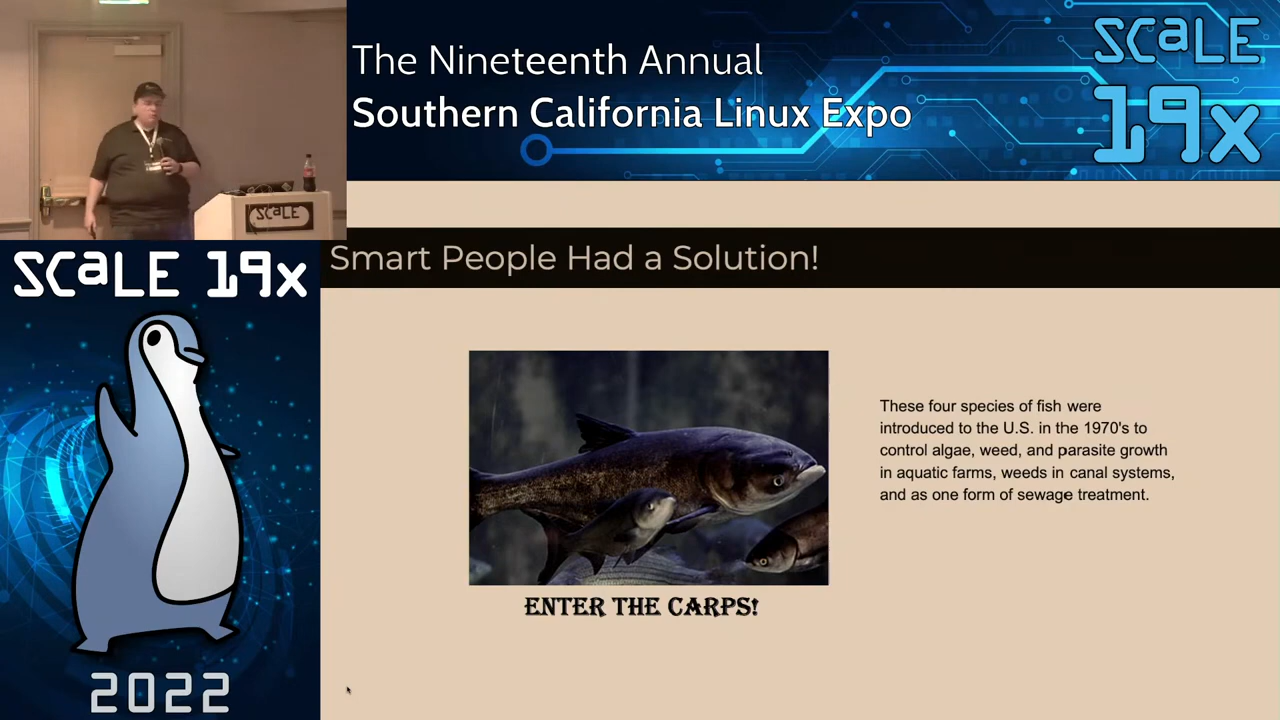 The Nineteenth Annual
Southern California Linux Expo
SCaLE
19x
SCaLE
SCaLE 19x
Smart People Had a Solution!
These four species of fish were
introduced to the U.S. in the 1970's to
control algae, weed, and parasite growth
in aquatic farms, weeds in canal systems,
and as one form of sewage treatment.
ENTER THE CARPS!
2022